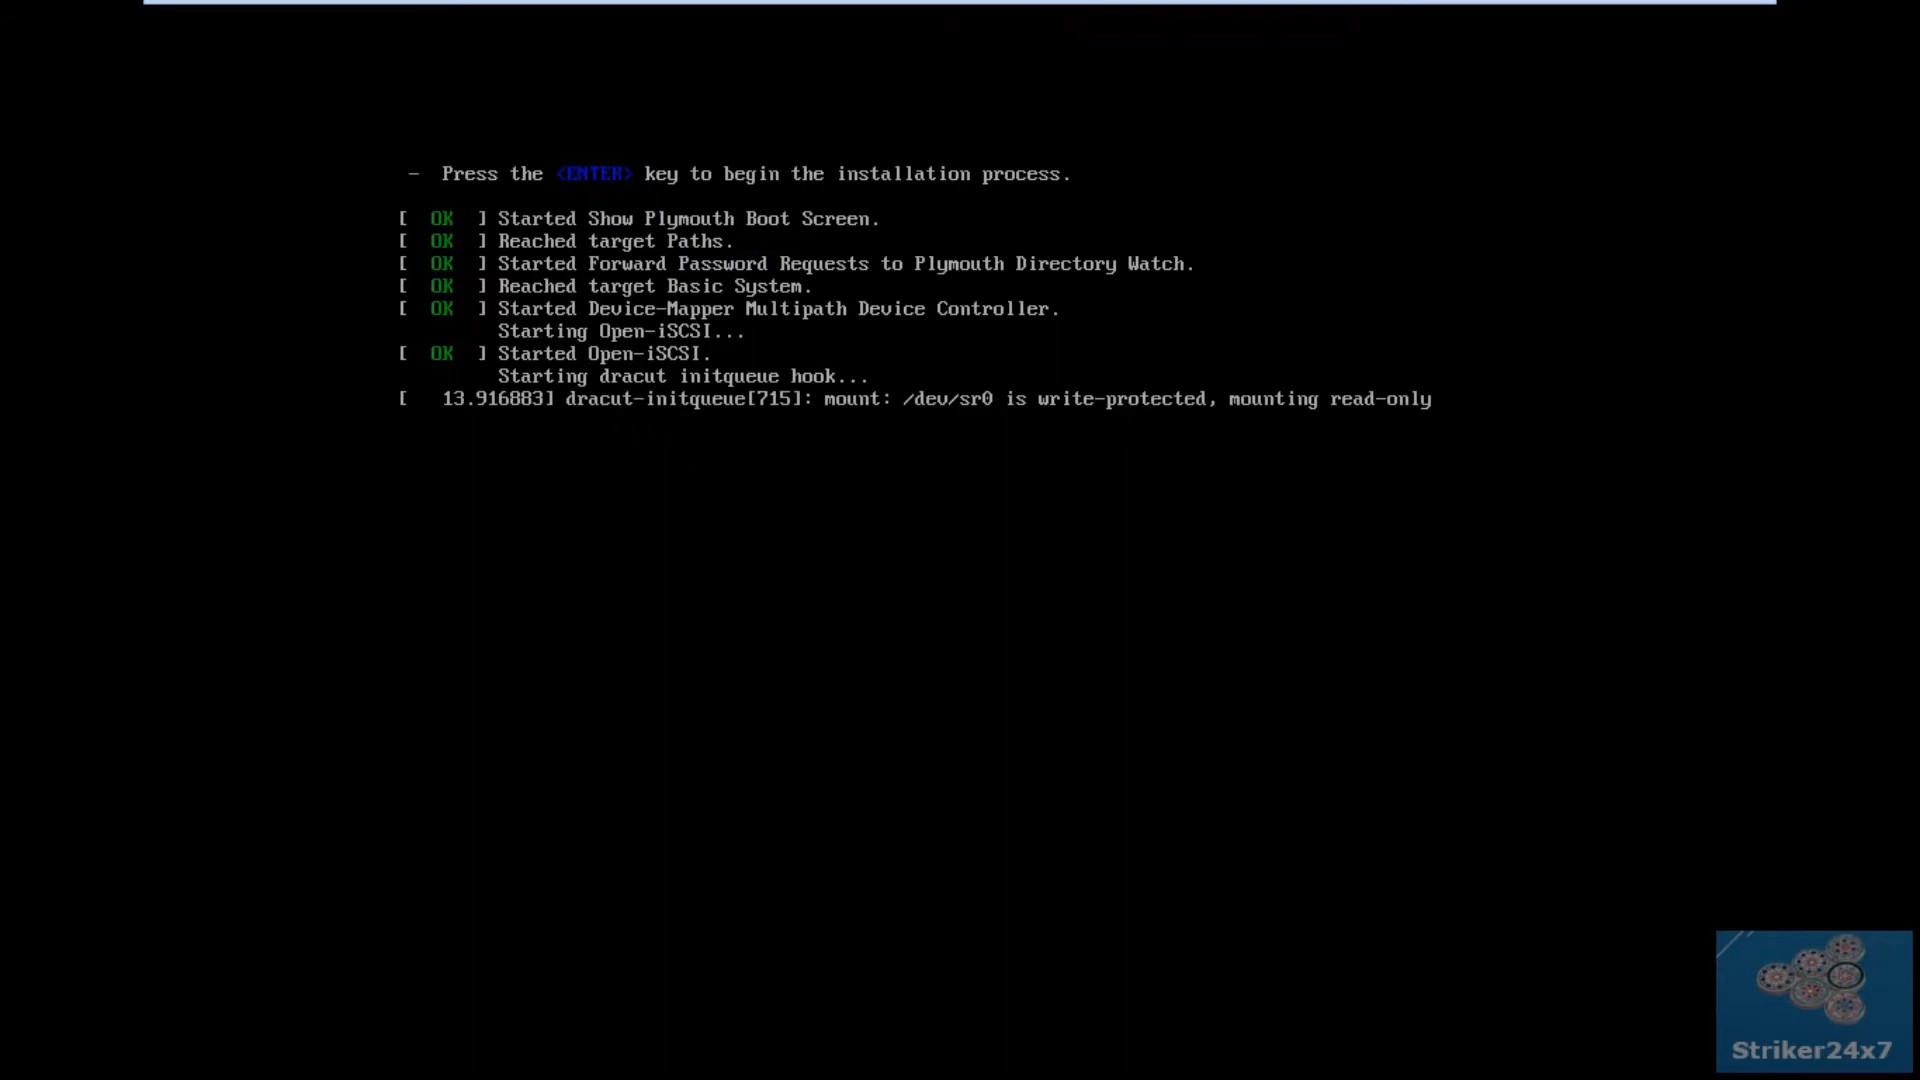 -  Press the <ENTER> key to begin the installation process.
[  OK  ] Started Show Plymouth Boot Screen.
[  OK  ] Reached target Paths.
[  OK  ] Started Forward Password Requests to Plymouth Directory Watch.
[  OK  ] Reached target Basic System.
[  OK  ] Started Device-Mapper Multipath Device Controller.
Starting Open-iSCSI...
[  OK  ] Started Open-iSCSI.
Starting dracut initqueue hook...
[   13.916883] dracut-initqueue[715]: mount: /dev/sr0 is write-protected, mounting read-only
Striker24x7